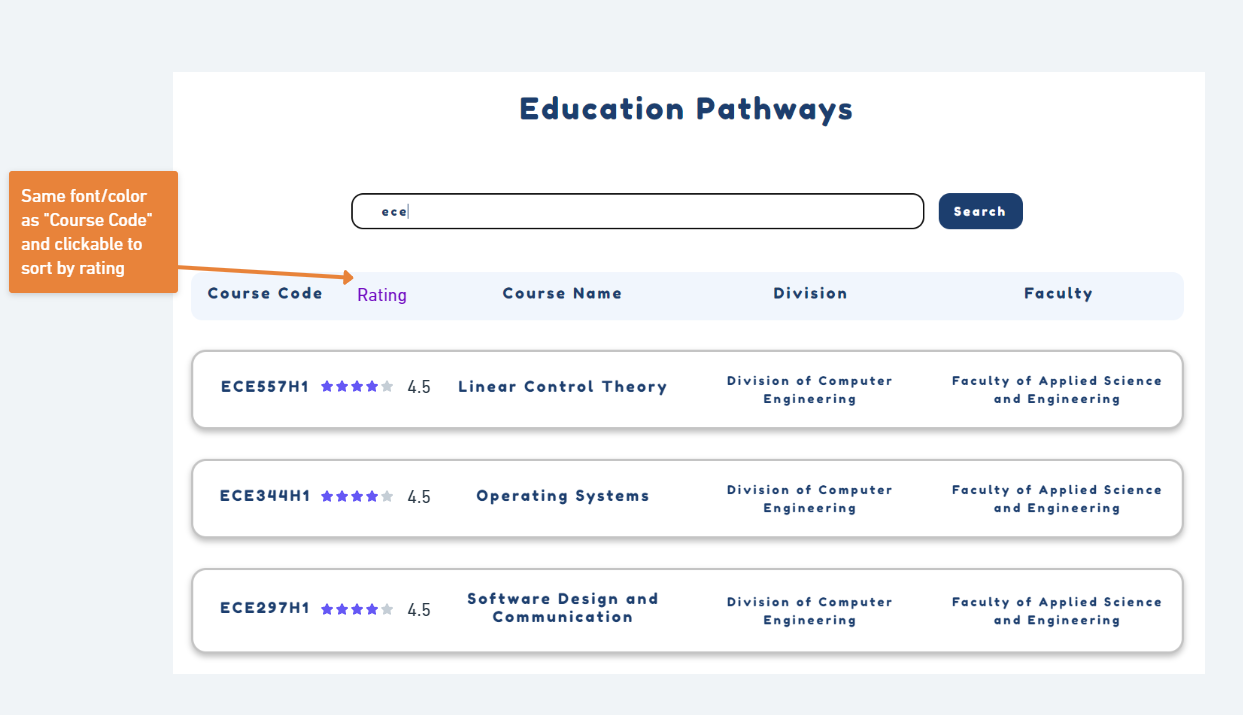 Education Pathways
Same font/color
as "Course Code"
and clickable to
sort by rating
ece
Search
Course Code Rating Course Name Division Faculty
ECE557H1 4.5 Linear Control Theory Division of Computer Engineering Faculty of Applied Science and Engineering
ECE344H1 4.5 Operating Systems Division of Computer Engineering Faculty of Applied Science and Engineering
ECE297H1 4.5 Software Design and Communication Division of Computer Engineering Faculty of Applied Science and Engineering